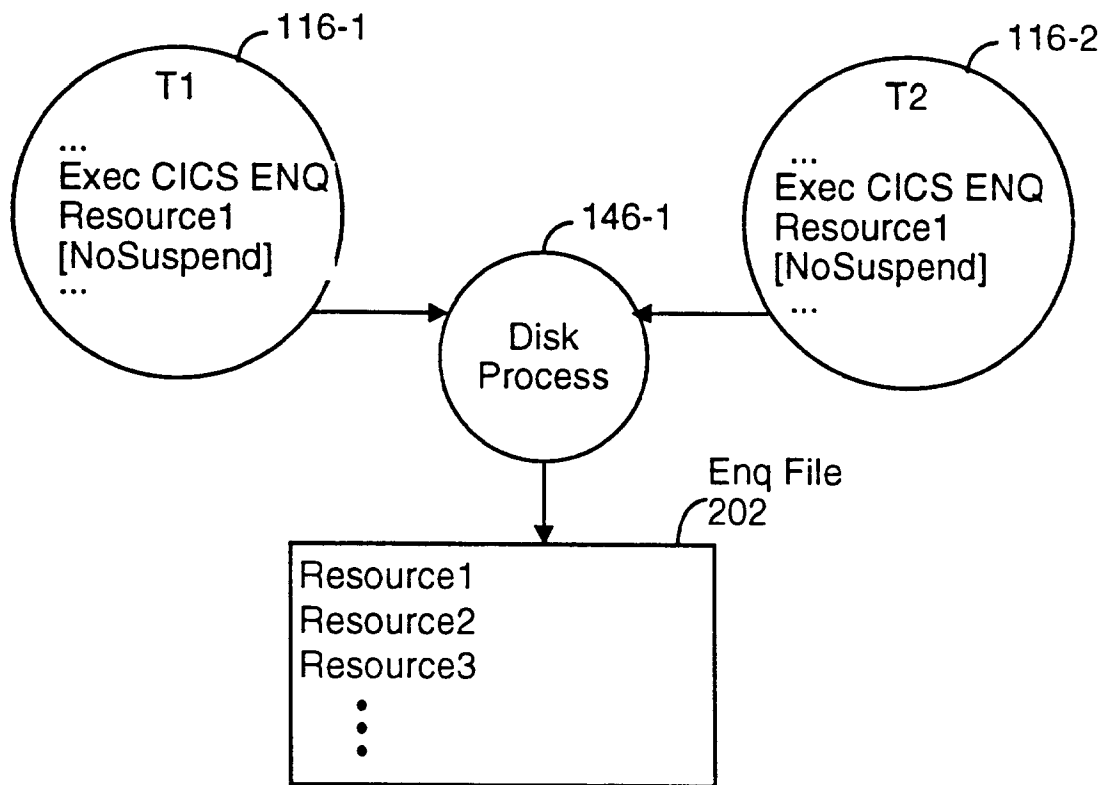 116-1
T1
...
Exec CICS ENQ
Resource1
[NoSuspend]
...
116-2
T2
...
Exec CICS ENQ
Resource1
[NoSuspend]
...
146-1
Disk
Process
Enq File
202
Resource1
Resource2
Resource3